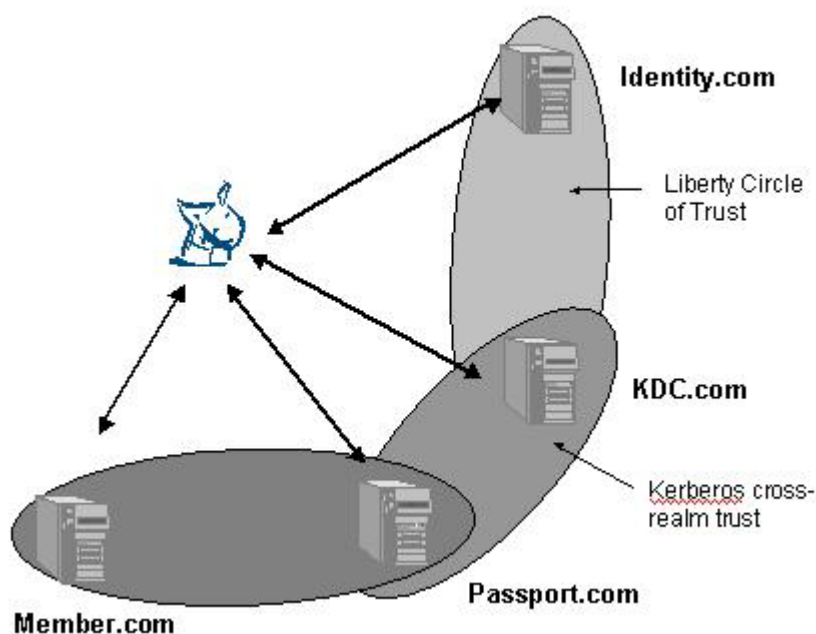 Identity.com
Liberty Circle
of Trust
KDC.com
Kerberos cross-
realm trust
Passport.com
Member.com